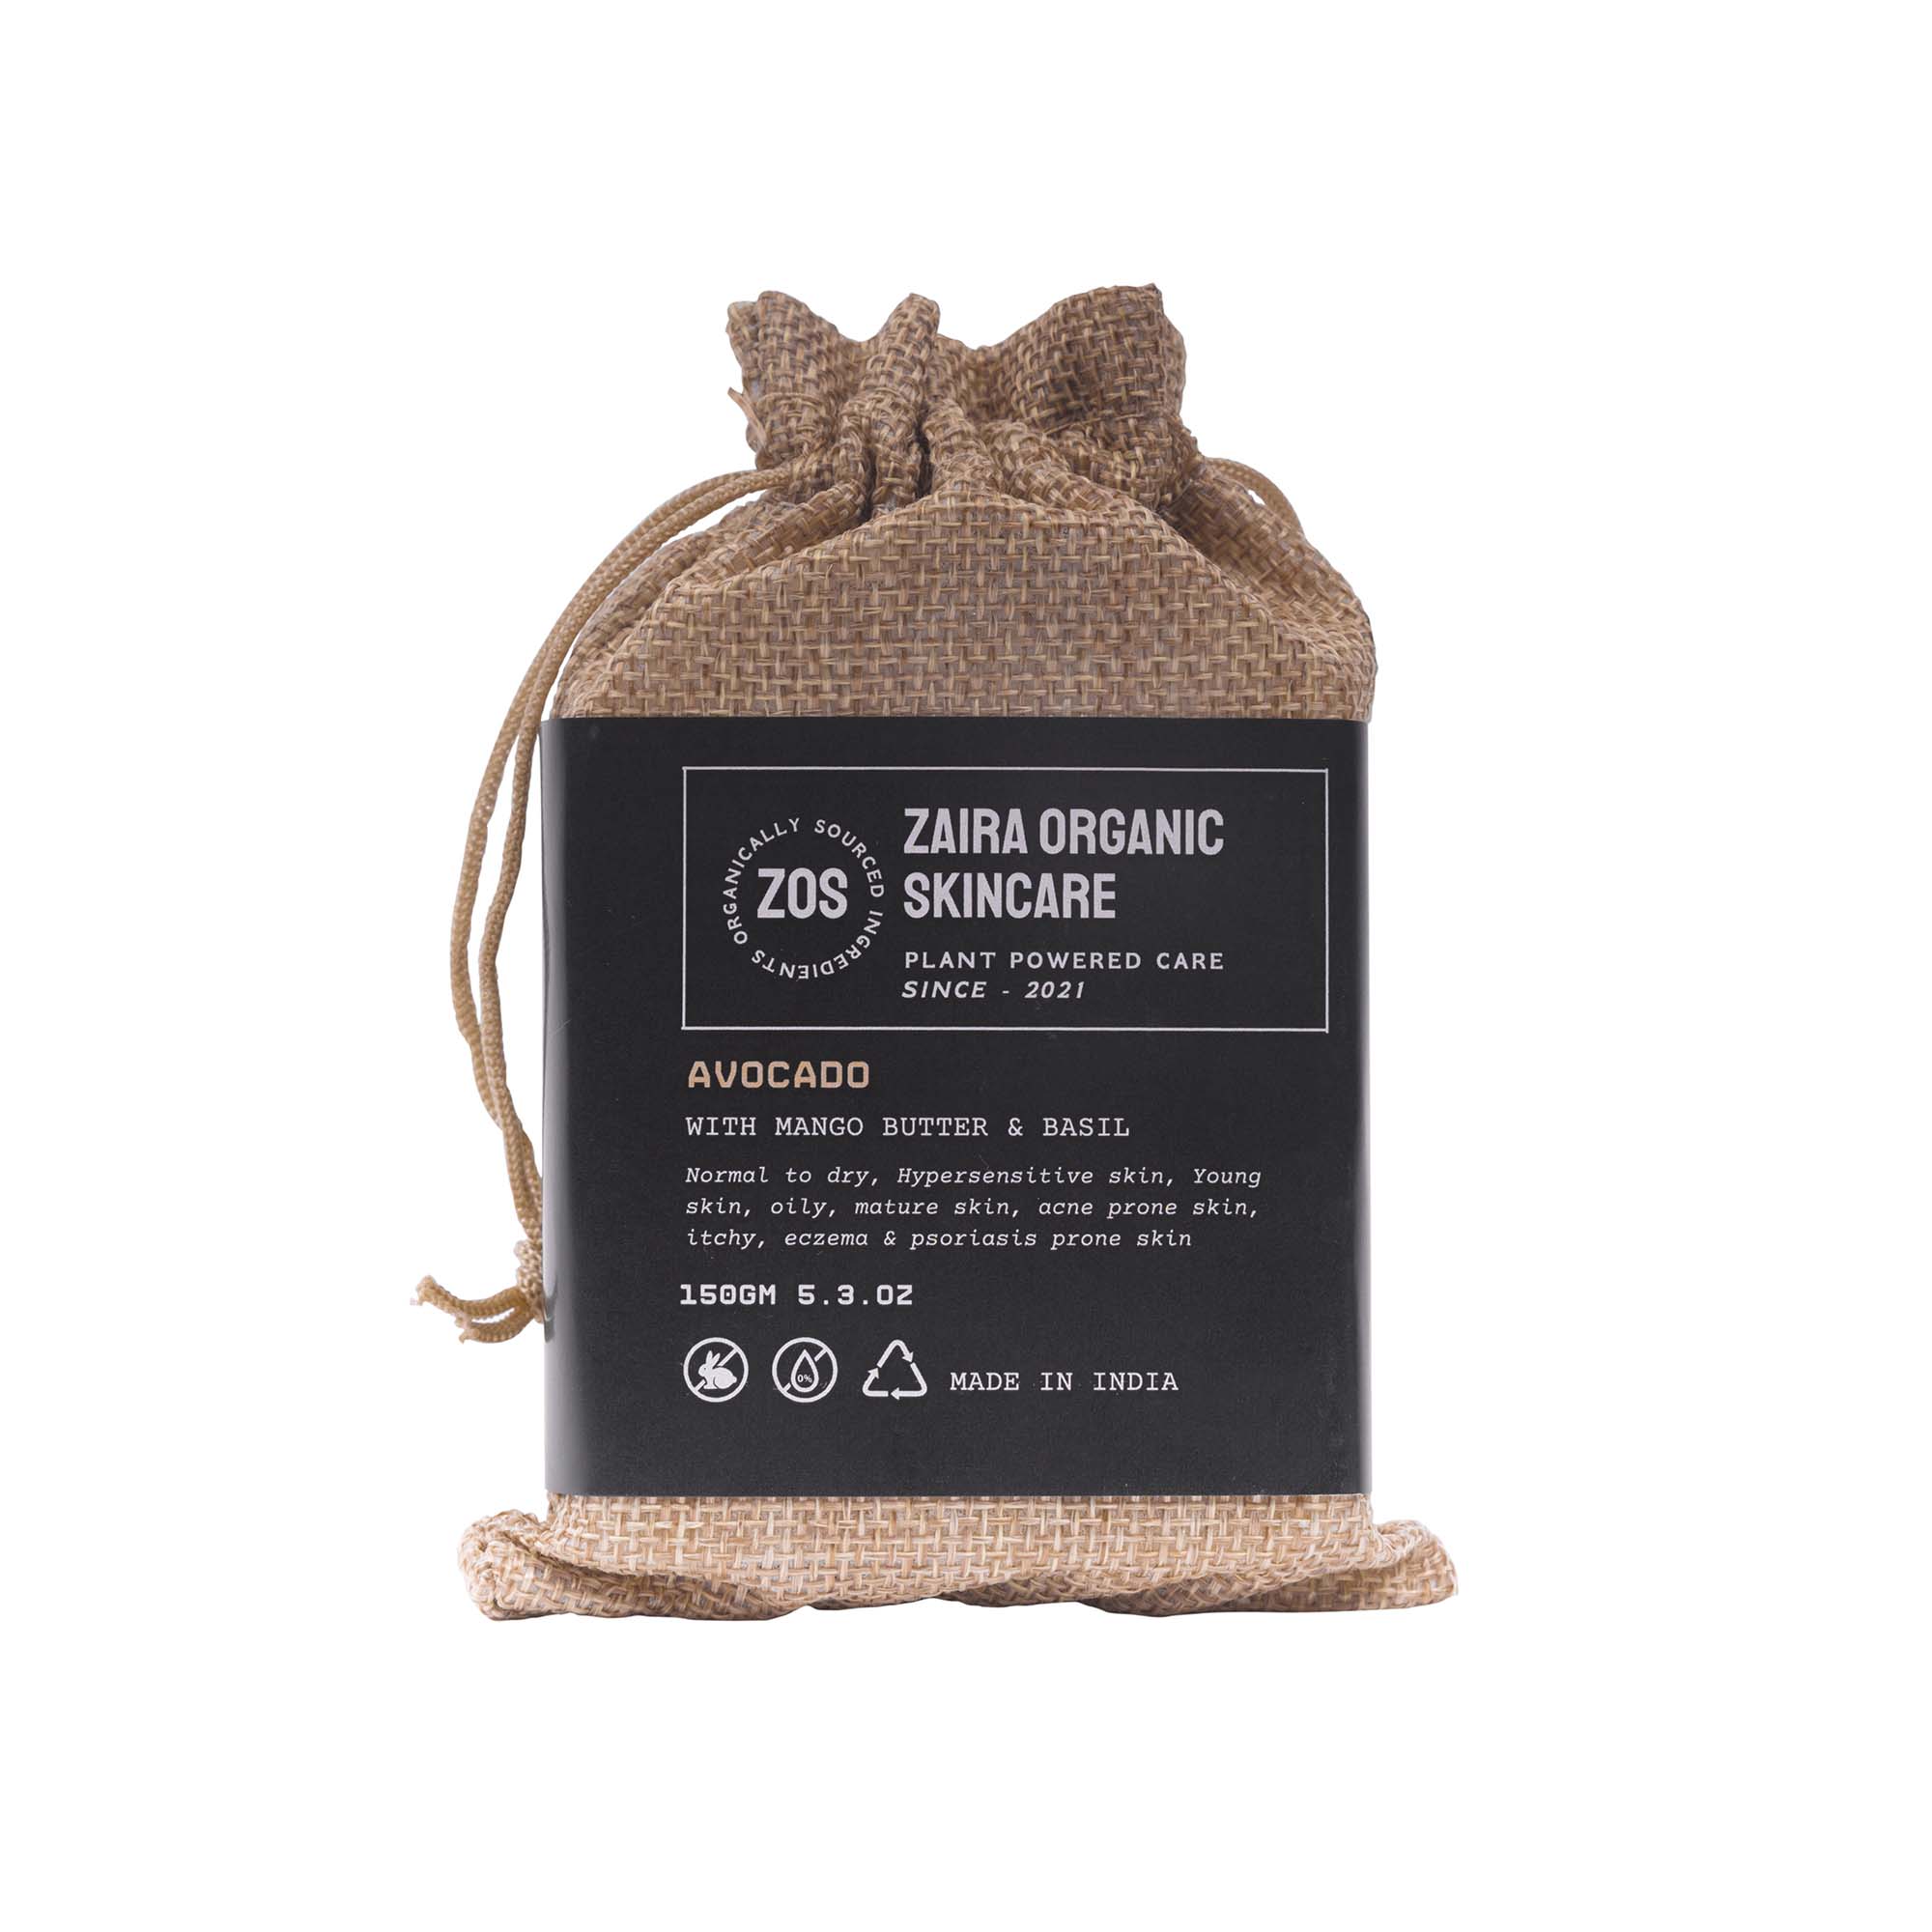 ORGANICALLY SOURCED INGREDIENTS
ZOS
ZAIRA ORGANIC
SKINCARE
PLANT POWERED CARE
SINCE - 2021
AVOCADO
WITH MANGO BUTTER & BASIL
Normal to dry, Hypersensitive skin, Young
skin, oily, mature skin, acne prone skin,
itchy, eczema & psoriasis prone skin
150GM 5.3.OZ
0%
MADE IN INDIA